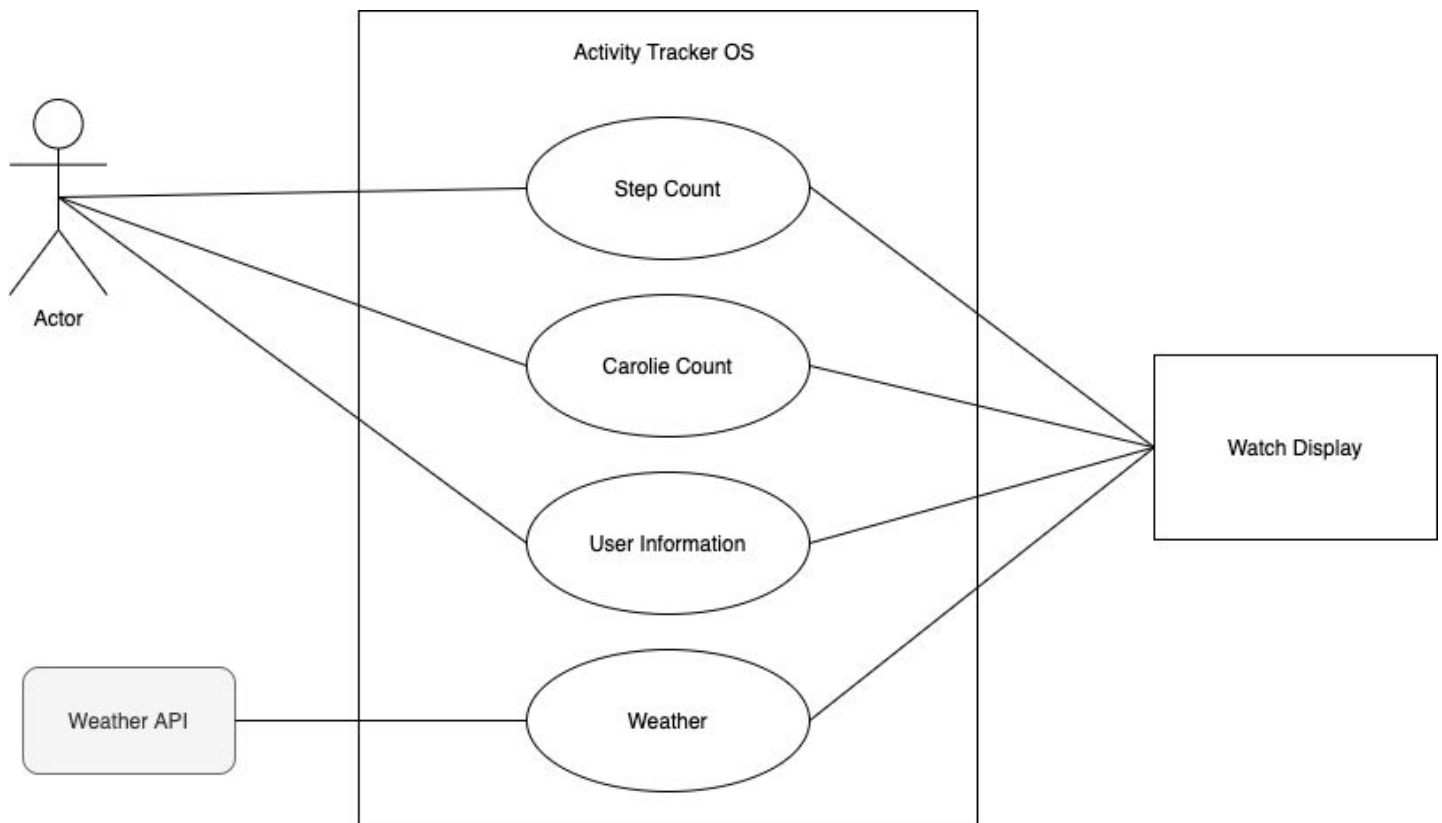 Activity Tracker OS
Step Count
Actor
Carolie Count
Watch Display
User Information
Weather API
Weather